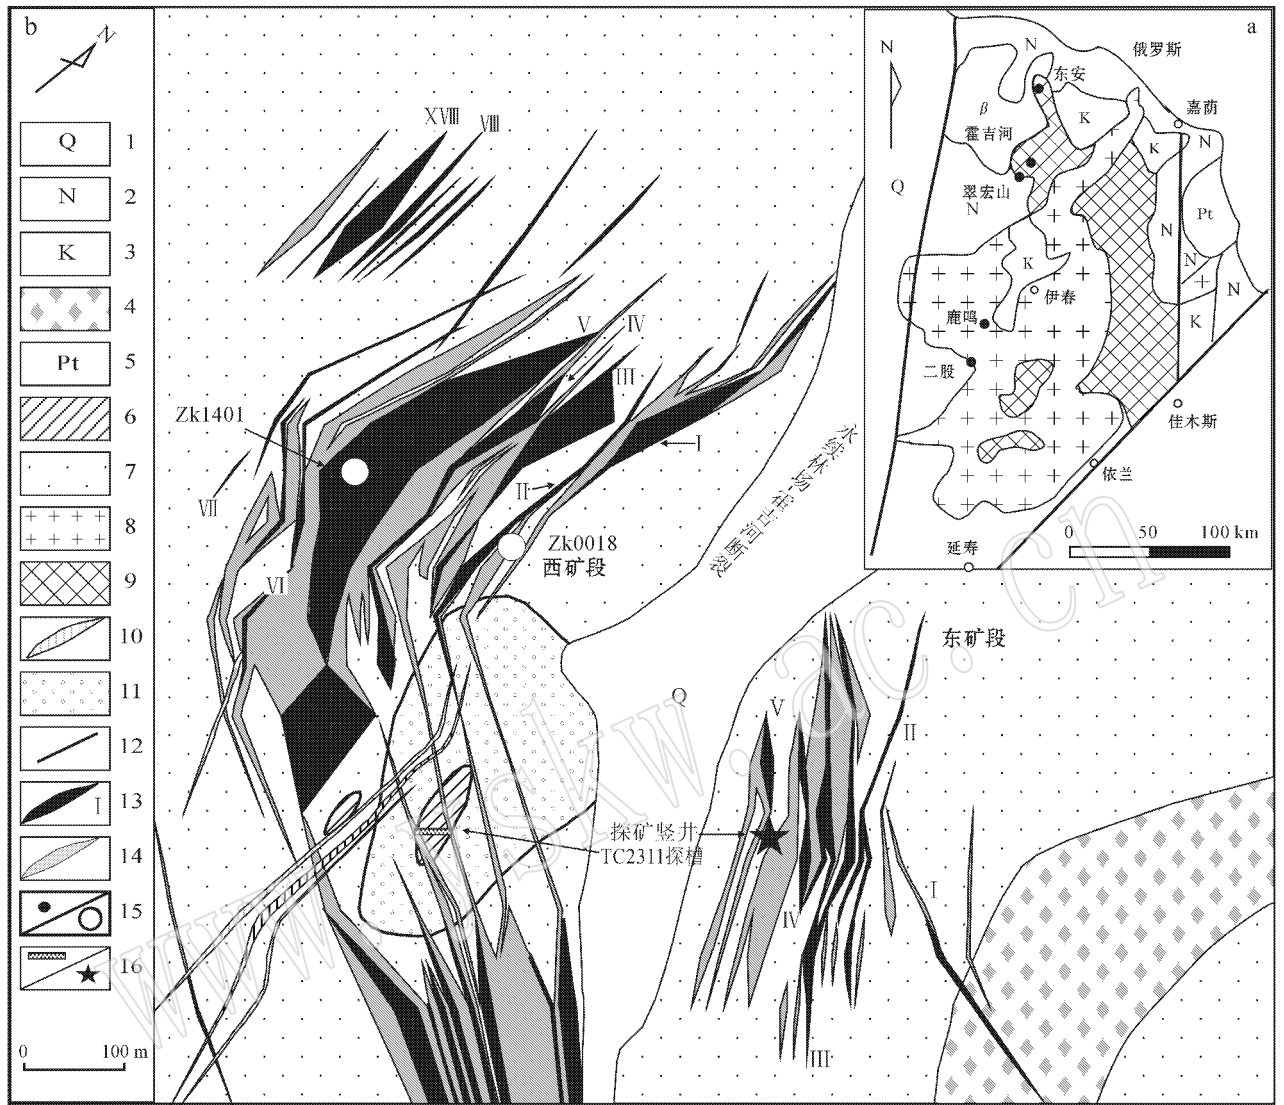 b
N
Q 1
N 2
K 3
4
Pt 5
6
7
8
9
10
11
12
I 13
14
15
16
0 100 m
XVIII
VIII
V
IV
III
I
II
Zk1401
VII
VI
Zk0018
西矿段
永续林场-霍吉河断裂
Q
东矿段
V
II
探矿竖井
TC2311探槽
I
IV
III
a
N
N
俄罗斯
东安
β
K
嘉荫
霍吉河
K
N
Q
翠宏山
N
Pt
N
K
N
伊春
N
鹿鸣
K
二股
佳木斯
依兰
0 50 100 km
延寿
www.yskw.ac.cn